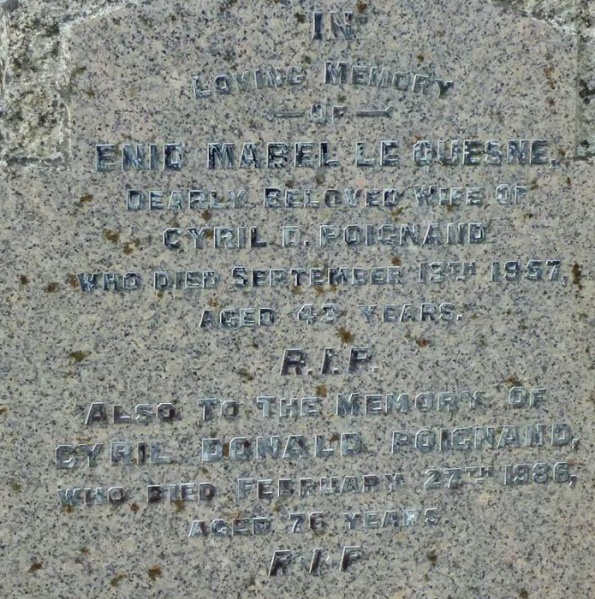 IN
LOVING MEMORY
OF
ENID MABEL LE QUESNE,
DEARLY BELOVED WIFE OF
CYRIL D. POIGNAND.
WHO DIED SEPTEMBER 13TH 1957,
AGED 43 YEARS.
R.I.P.
ALSO TO THE MEMORY OF
CYRIL DONALD POIGNAND,
WHO DIED FEBRUARY 27TH 1986,
AGED 76 YEARS.
R.I.P